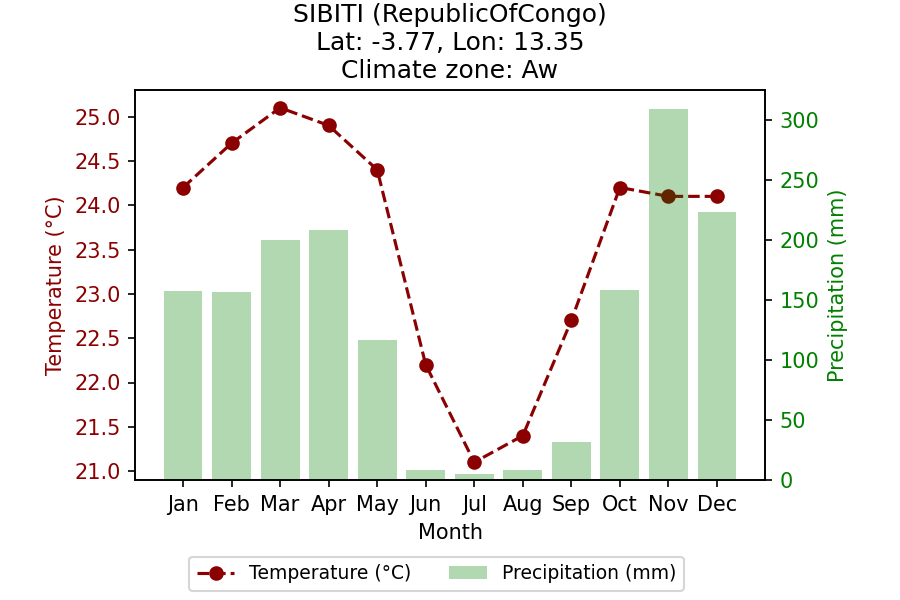 SIBITI (RepublicOfCongo)
Lat: -3.77, Lon: 13.35
Climate zone: Aw
25.0
24.5
24.0
23.5
23.0
22.5
22.0
21.5
21.0
Temperature (°C)
300
250
200
150
100
50
0
Precipitation (mm)
Jan Feb Mar Apr May Jun Jul Aug Sep Oct Nov Dec
Month
Temperature (°C) Precipitation (mm)